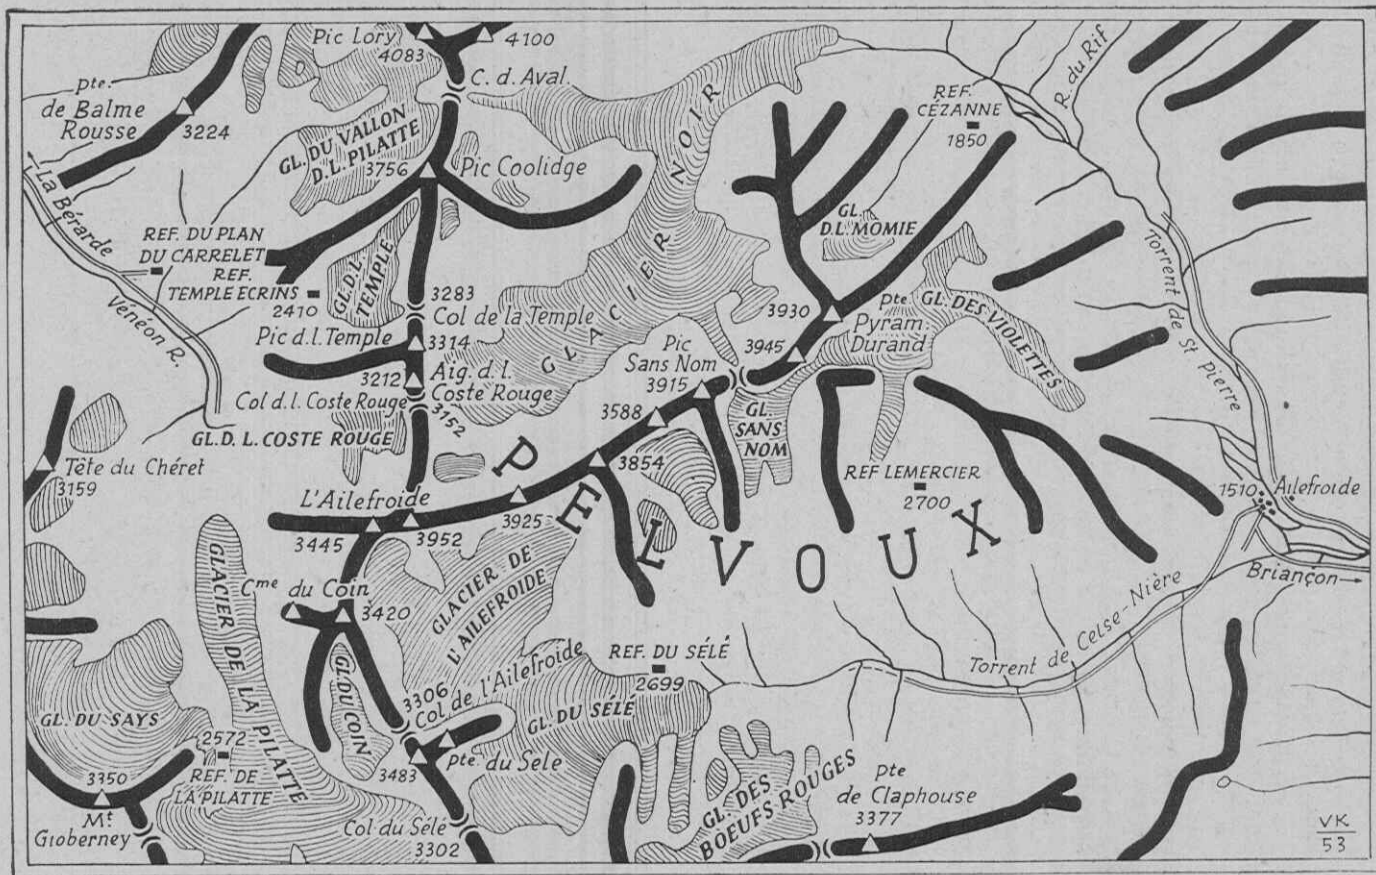 Pic Lory
4083
4100
C. d. Aval.
pte.
de Balme
Rousse
3224
GL. DU VALLON
D. L. PILATTE
3756
Pic Coolidge
GLACIER NOIR
REF.
CÉZANNE
1850
R. du Rif
La Bérarde
Vénéon R.
REF. DU PLAN
DU CARRELET
REF.
TEMPLE ECRINS
2410
GL. D. L.
TEMPLE
3283
Col de la Temple
Pic d. l. Temple
3314
3212
Aig. d. l.
Coste Rouge
Col d. l. Coste Rouge
3152
GL. D. L. COSTE ROUGE
GL.
D. L. MOMIE
3930
pte.
Pyram.
Durand
GL. DES VIOLETTES
3945
Pic
Sans Nom
3915
3588
GL.
SANS
NOM
3854
Torrent de St Pierre
Tête du Chéret
3159
L'Ailefroide
3445
3952
3925
PELVOUX
REF LEMERCIER
2700
1510
Ailefroide
Briançon
GLACIER DE LA PILATTE
Cme du Coin
3420
GLACIER DE
L'AILEFROIDE
GL. DU COIN
3306
Col de l'Ailefroide
REF. DU SÉLÉ
2699
GL. DU SÉLÉ
Torrent de Celse-Nière
GL. DU SAYS
2572
REF. DE
LA PILATTE
3350
Mt
Gioberney
3483
pte. du Sele
Col du Sélé
3302
GL. DES
BOEUFS ROUGES
pte
de Claphouse
3377
VK
53